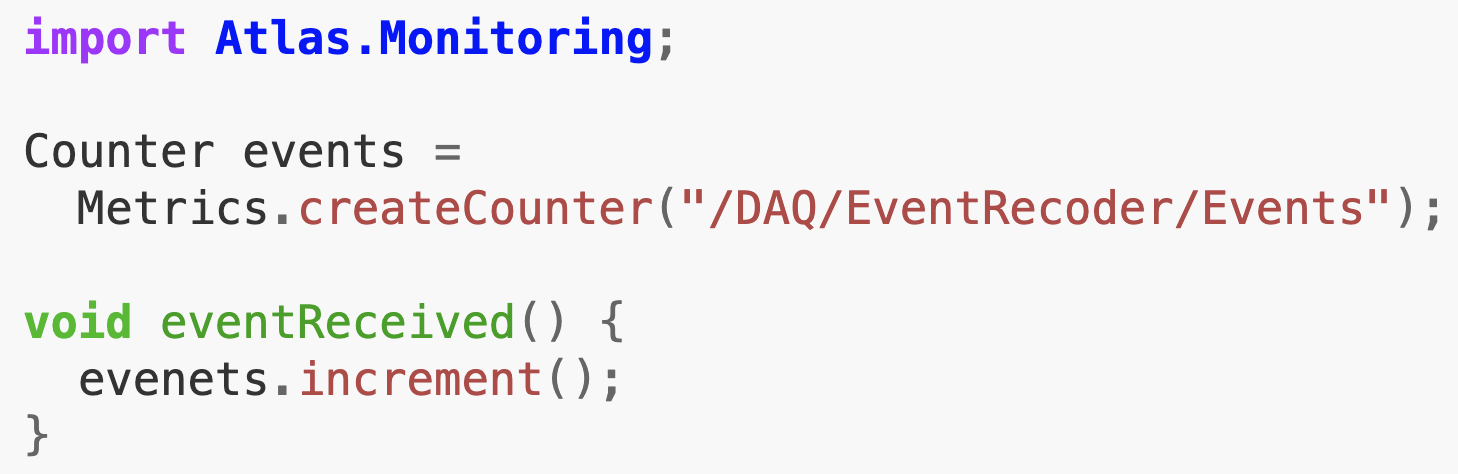 import Atlas.Monitoring;
Counter events =
Metrics.createCounter("/DAQ/EventRecoder/Events");
void eventReceived() {
evenets.increment();
}